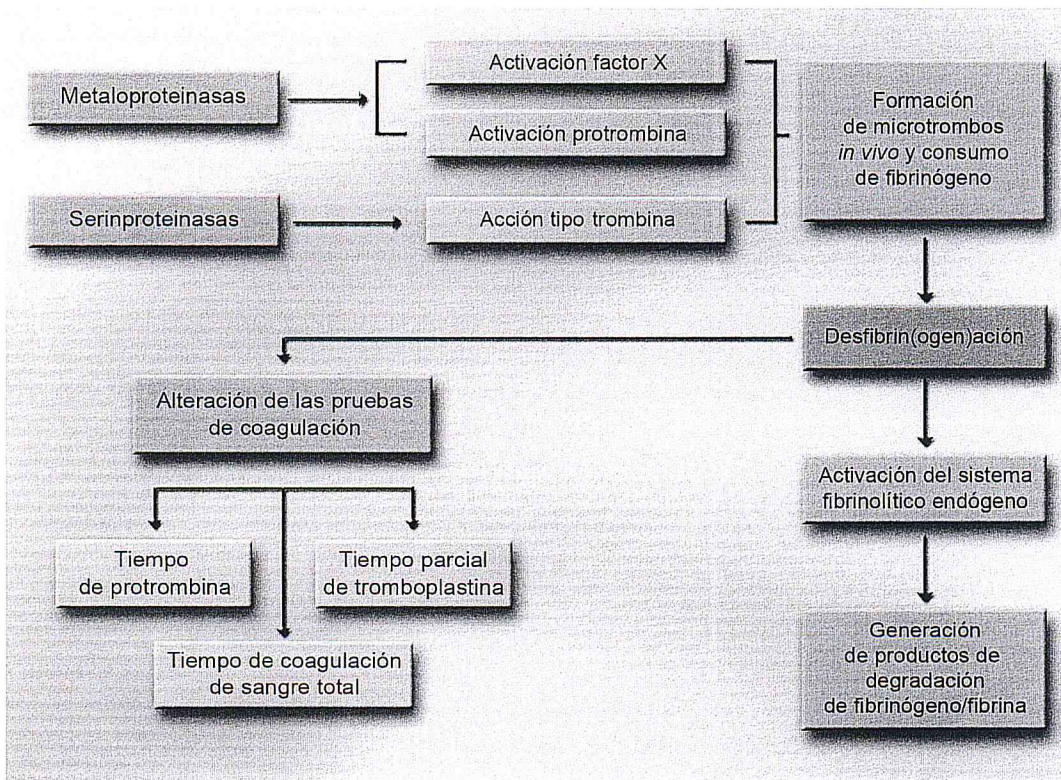 Metaloproteinasas
Activación factor X
Activación protrombina
Formación
de microtrombos
in vivo y consumo
de fibrinógeno
Serinproteinasas
Acción tipo trombina
Desfibrin(ogen)ación
Alteración de las pruebas
de coagulación
Activación del sistema
fibrinolítico endógeno
Tiempo
de protrombina
Tiempo parcial
de tromboplastina
Tiempo de coagulación
de sangre total
Generación
de productos de
degradación
de fibrinógeno/fibrina